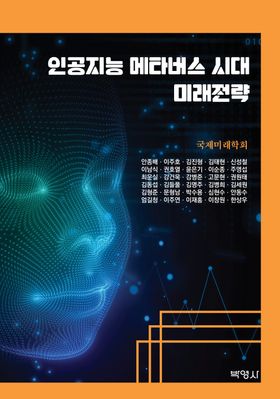 010
인공지능 메타버스 시대
미래전략
국제미래학회
안종배 · 이주호 · 김진형 · 김태현 · 신성철
이남식 · 권호열 · 윤은기 · 이순종 · 주영섭
최운실 · 강건욱 · 강병준 · 고문현 · 권원태
김동섭 · 김들풀 · 김명주 · 김병희 · 김세원
김형준 · 문형남 · 박수용 · 심현수 · 안동수
엄길청 · 이주연 · 이재홍 · 이창원 · 한상우
박영사